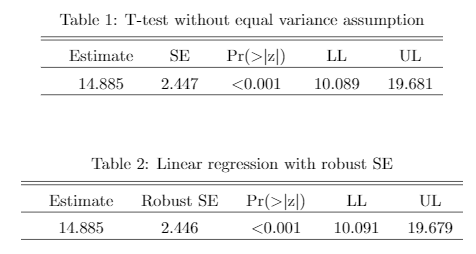 Table 1: T-test without equal variance assumption
Estimate SE Pr(>|z|) LL UL
14.885 2.447 <0.001 10.089 19.681
Table 2: Linear regression with robust SE
Estimate Robust SE Pr(>|z|) LL UL
14.885 2.446 <0.001 10.091 19.679